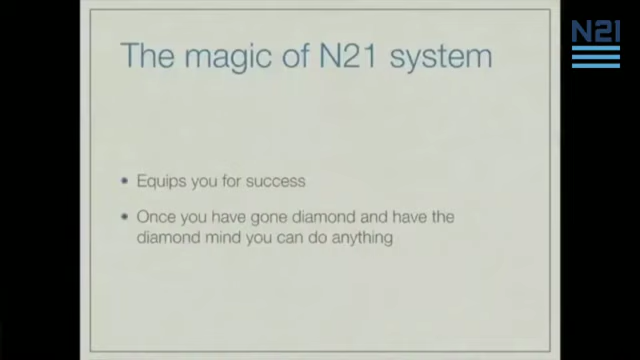 N21
The magic of N21 system
• Equips you for success
• Once you have gone diamond and have the
diamond mind you can do anything